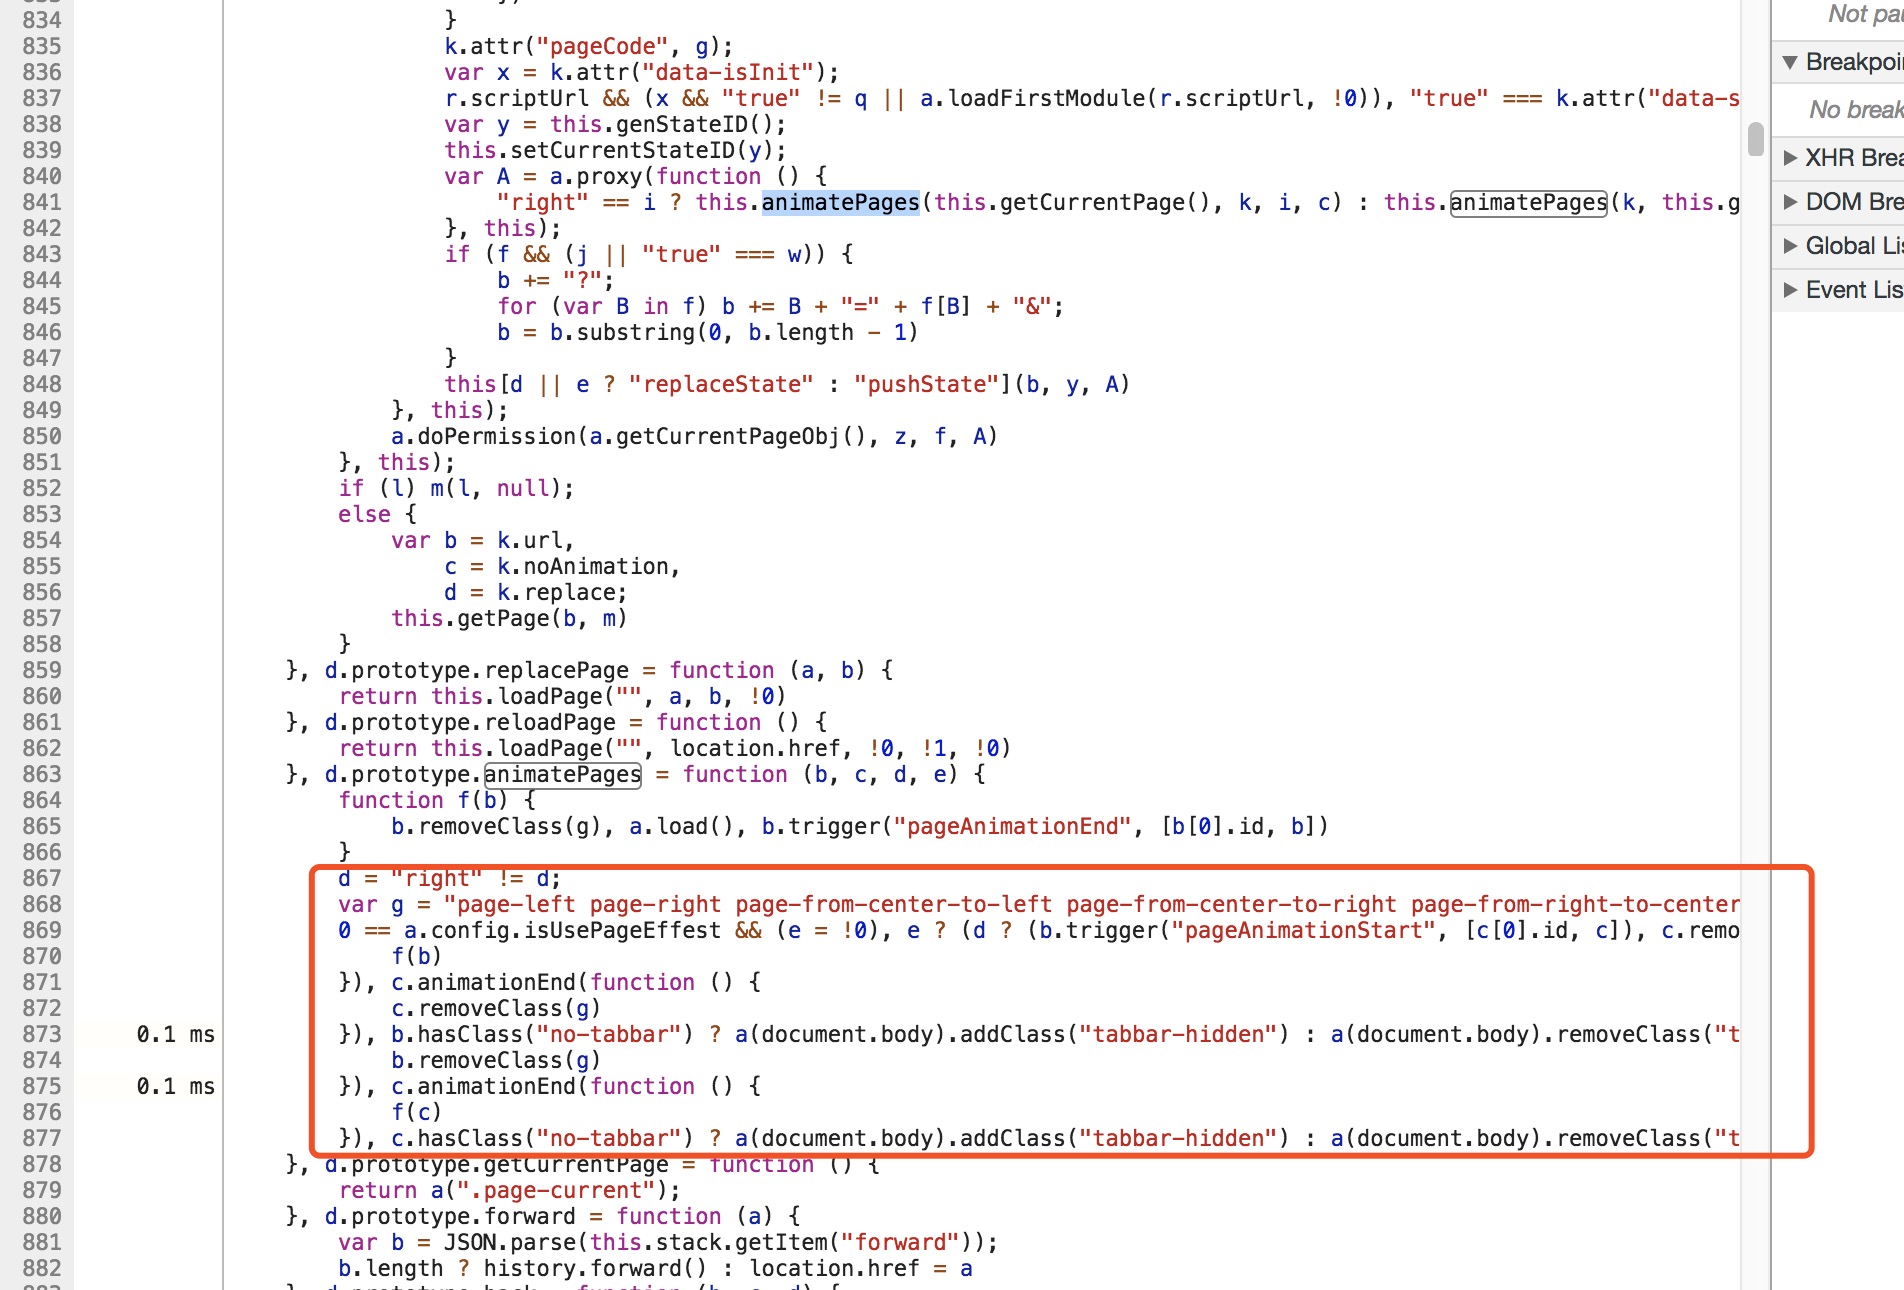 834 }
835 k.attr("pageCode", g);
836 var x = k.attr("data-isInit");
837 r.scriptUrl && (x && "true" != q || a.loadFirstModule(r.scriptUrl, !0)), "true" === k.attr("data-s
838 var y = this.genStateID();
839 this.setCurrentStateID(y);
840 var A = a.proxy(function () {
841 "right" == i ? this.animatePages(this.getCurrentPage(), k, i, c) : this.animatePages(k, this.g
842 }, this);
843 if (f && (j || "true" === w)) {
844 b += "?";
845 for (var B in f) b += B + "=" + f[B] + "&";
846 b = b.substring(0, b.length - 1)
847 }
848 this[d || e ? "replaceState" : "pushState"](b, y, A)
849 }, this);
850 a.doPermission(a.getCurrentPageObj(), z, f, A)
851 }, this);
852 if (l) m(l, null);
853 else {
854 var b = k.url,
855 c = k.noAnimation,
856 d = k.replace;
857 this.getPage(b, m)
858 }
859 }, d.prototype.replacePage = function (a, b) {
860 return this.loadPage("", a, b, !0)
861 }, d.prototype.reloadPage = function () {
862 return this.loadPage("", location.href, !0, !1, !0)
863 }, d.prototype.animatePages = function (b, c, d, e) {
864 function f(b) {
865 b.removeClass(g), a.load(), b.trigger("pageAnimationEnd", [b[0].id, b])
866 }
867 d = "right" != d;
868 var g = "page-left page-right page-from-center-to-left page-from-center-to-right page-from-right-to-center
869 0 == a.config.isUsePageEffest && (e = !0), e ? (d ? (b.trigger("pageAnimationStart", [c[0].id, c]), c.remo
870 f(b)
871 }), c.animationEnd(function () {
872 c.removeClass(g)
873 0.1 ms }), b.hasClass("no-tabbar") ? a(document.body).addClass("tabbar-hidden") : a(document.body).removeClass("t
874 b.removeClass(g)
875 0.1 ms }), c.animationEnd(function () {
876 f(c)
877 }), c.hasClass("no-tabbar") ? a(document.body).addClass("tabbar-hidden") : a(document.body).removeClass("t
878 }, d.prototype.getCurrentPage = function () {
879 return a(".page-current");
880 }, d.prototype.forward = function (a) {
881 var b = JSON.parse(this.stack.getItem("forward"));
882 b.length ? history.forward() : location.href = a
Not pau
Breakpoi
No break
XHR Brea
DOM Bre
Global Lis
Event Lis